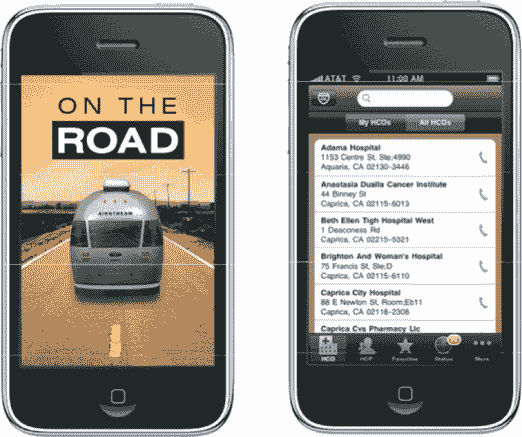 ON THE
ROAD
AIRSTREAM
AT&T 11:00 AM
My HCOs All HCOs
Adama Hospital
1153 Centre St, Ste;4990
Aquaria, CA 02130-3446
Anastasia Dualla Cancer Institute
44 Binney St
Caprica, CA 02115-6013
Beth Ellen Tigh Hospital West
1 Deaconess Rd
Caprica, CA 02215-5321
Brighton And Woman's Hospital
75 Francis St, Ste;D
Caprica, CA 02115-6110
Caprica City Hospital
88 E Newton St, Room;Eb11
Caprica, CA 02118-2308
Caprica Cvs Pharmacy Llc
HCO HCP Favorites Status More